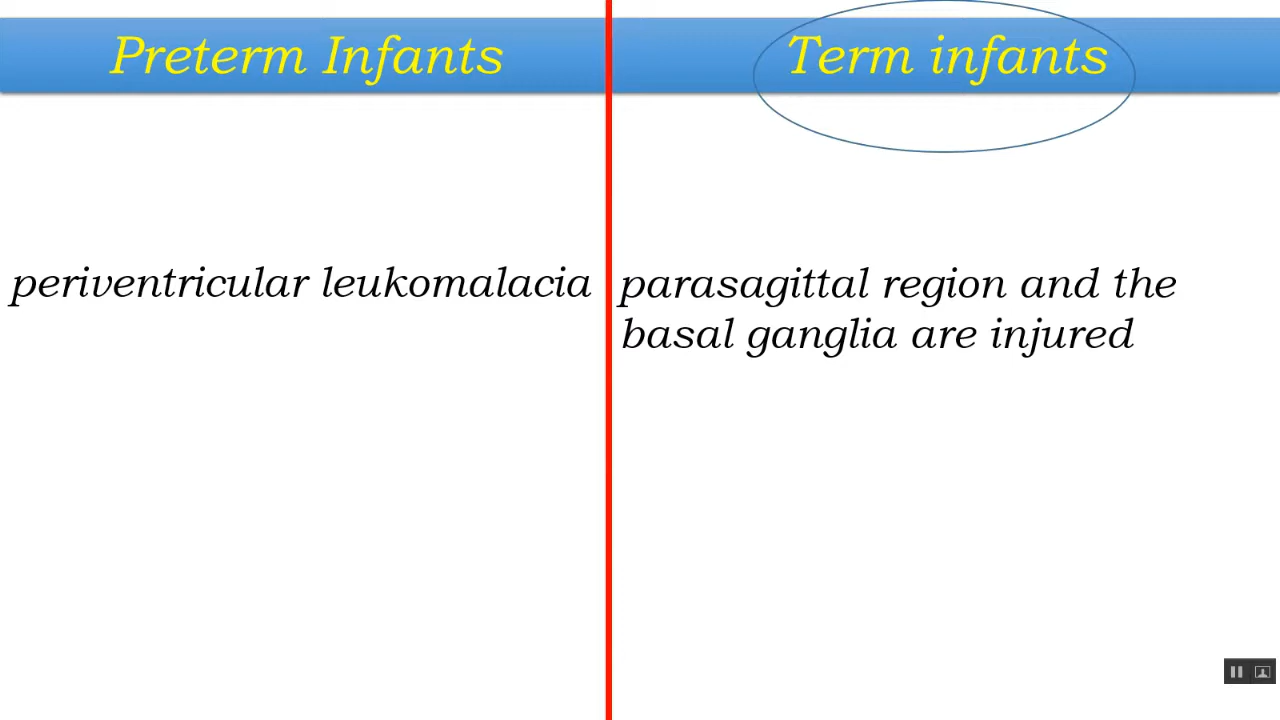 Preterm Infants
Term infants
periventricular leukomalacia
parasagittal region and the
basal ganglia are injured